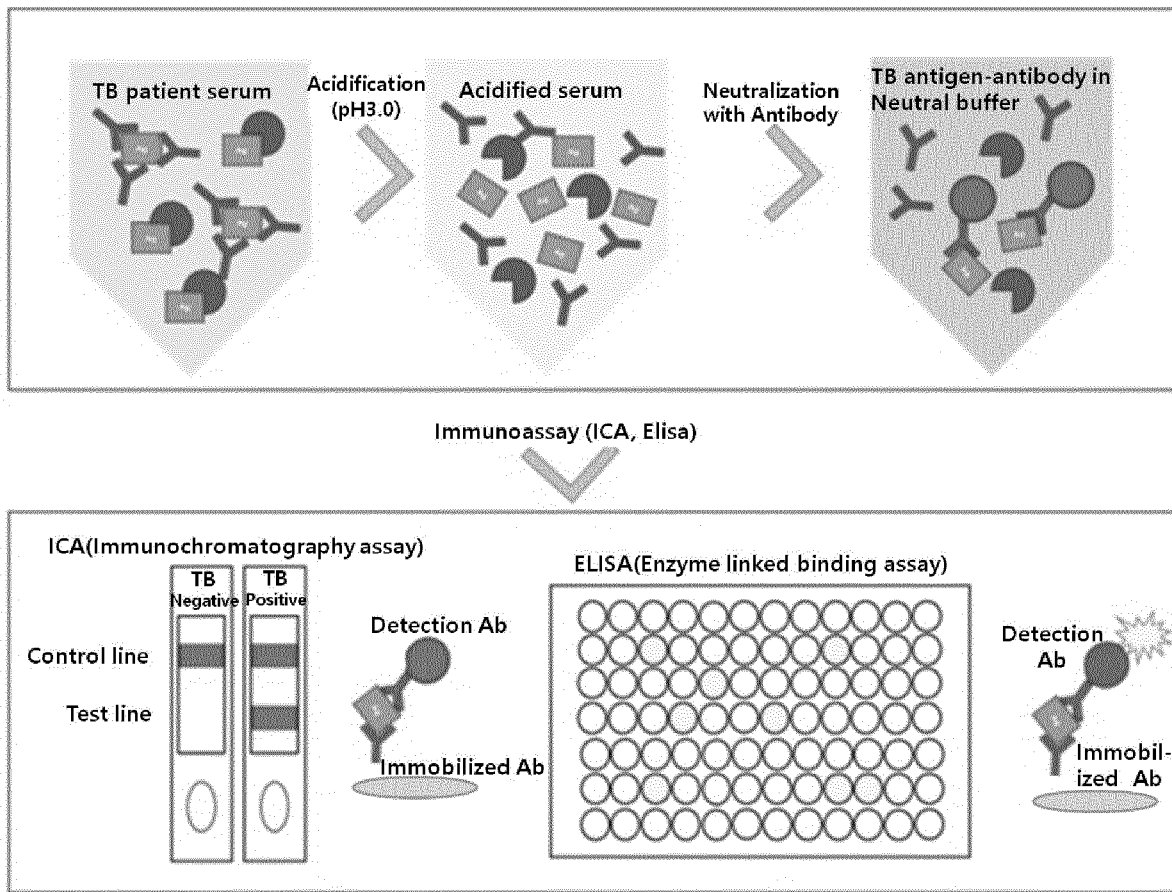 TB patient serum
Acidification
(pH3.0)
Acidified serum
Neutralization
with Antibody
TB antigen-antibody in
Neutral buffer
Immunoassay (ICA, Elisa)
ICA(Immunochromatography assay)
TB
Negative
TB
Positive
Control line
Test line
Detection Ab
Immobilized Ab
ELISA(Enzyme linked binding assay)
Detection
Ab
Immobil-
ized Ab